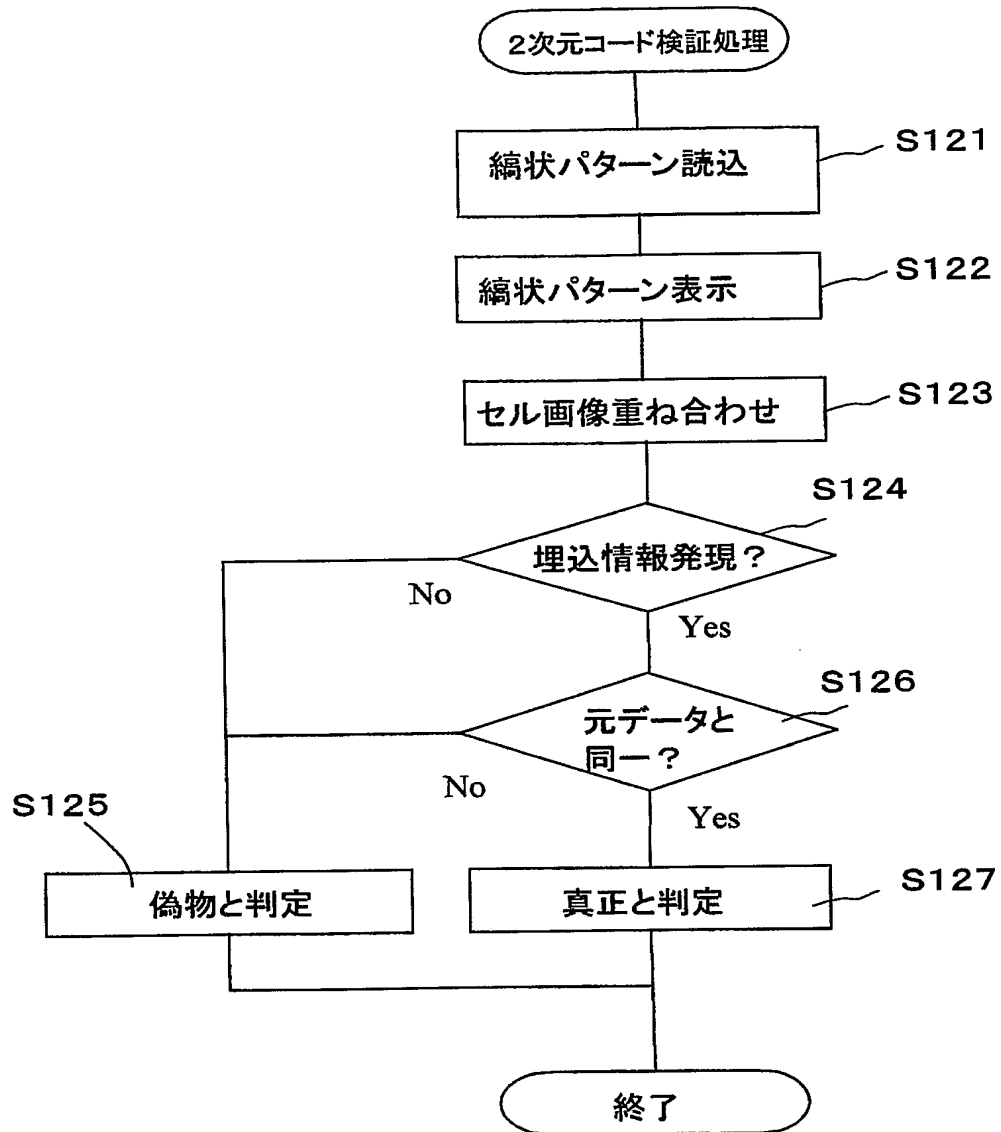 2次元コード検証処理
縞状パターン読込
S121
縞状パターン表示
S122
セル画像重ね合わせ
S123
S124
埋込情報発現？
No
Yes
S126
元データと
同一？
No
Yes
S125
偽物と判定
真正と判定
S127
終了